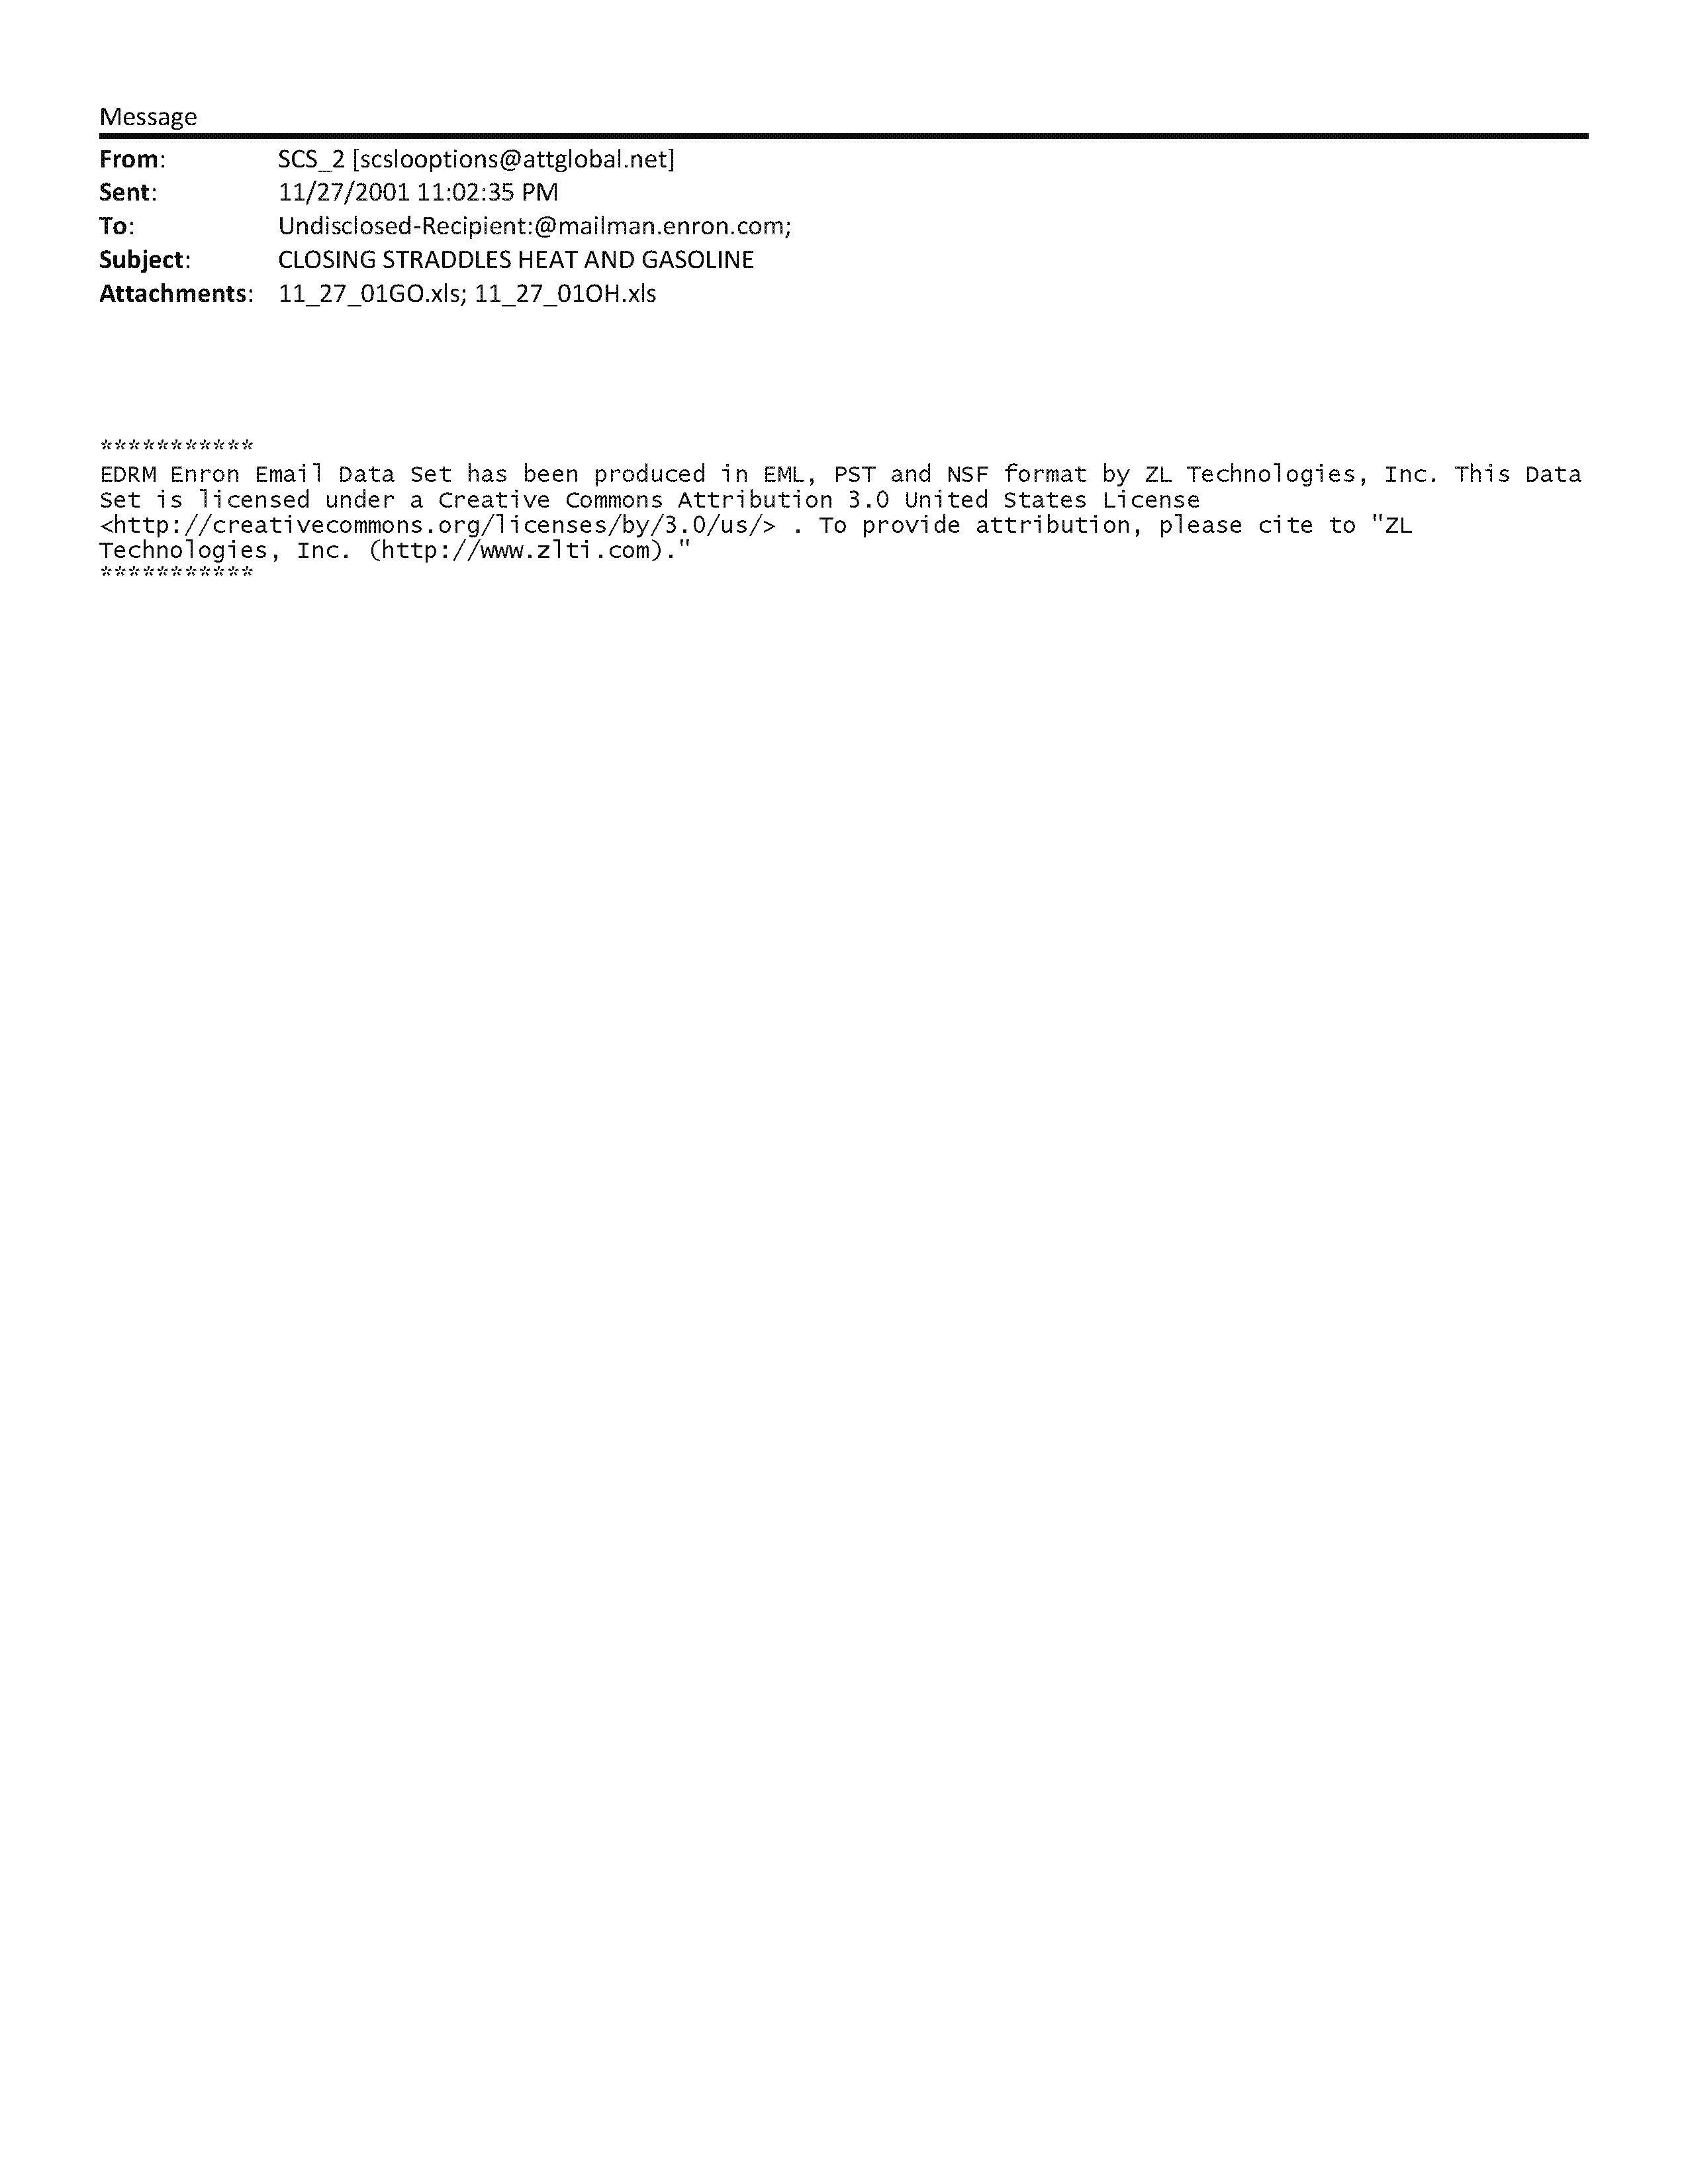 Message
From: SCS_2 [scslooptions@attglobal.net]
Sent: 11/27/2001 11:02:35 PM
To: Undisclosed-Recipient:@mailman.enron.com;
Subject: CLOSING STRADDLES HEAT AND GASOLINE
Attachments: 11_27_01GO.xls; 11_27_01OH.xls
***********
EDRM Enron Email Data Set has been produced in EML, PST and NSF format by ZL Technologies, Inc. This Data
Set is licensed under a Creative Commons Attribution 3.0 United States License
<http://creativecommons.org/licenses/by/3.0/us/> . To provide attribution, please cite to "ZL
Technologies, Inc. (http://www.zlti.com)."
***********